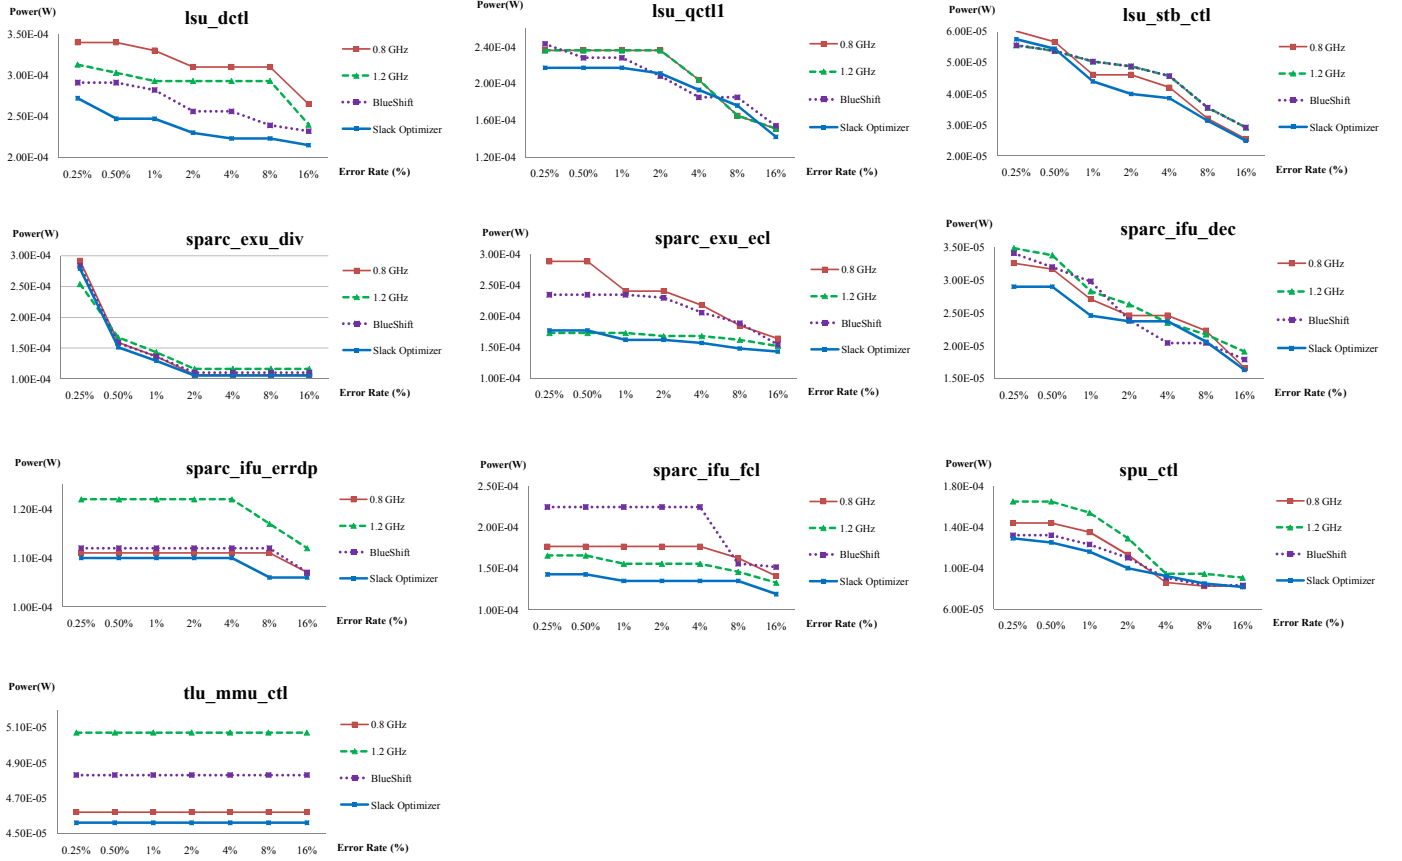 Power(W)
lsu_dctl
3.50E-04
3.00E-04
2.50E-04
2.00E-04
0.25% 0.50% 1% 2% 4% 8% 16%
Error Rate (%)
0.8 GHz
1.2 GHz
BlueShift
Slack Optimizer
Power(W)
lsu_qctl1
2.40E-04
2.00E-04
1.60E-04
1.20E-04
0.25% 0.50% 1% 2% 4% 8% 16%
Error Rate (%)
0.8 GHz
1.2 GHz
BlueShift
Slack Optimizer
Power(W)
lsu_stb_ctl
6.00E-05
5.00E-05
4.00E-05
3.00E-05
2.00E-05
0.25% 0.50% 1% 2% 4% 8% 16%
Error Rate (%)
0.8 GHz
1.2 GHz
BlueShift
Slack Optimizer
Power(W)
sparc_exu_div
3.00E-04
2.50E-04
2.00E-04
1.50E-04
1.00E-04
0.25% 0.50% 1% 2% 4% 8% 16%
Error Rate (%)
0.8 GHz
1.2 GHz
BlueShift
Slack Optimizer
Power(W)
sparc_exu_ecl
3.00E-04
2.50E-04
2.00E-04
1.50E-04
1.00E-04
0.25% 0.50% 1% 2% 4% 8% 16%
Error Rate (%)
0.8 GHz
1.2 GHz
BlueShift
Slack Optimizer
Power(W)
sparc_ifu_dec
3.50E-05
3.00E-05
2.50E-05
2.00E-05
1.50E-05
0.25% 0.50% 1% 2% 4% 8% 16%
Error Rate (%)
0.8 GHz
1.2 GHz
BlueShift
Slack Optimizer
Power(W)
sparc_ifu_errdp
1.20E-04
1.10E-04
1.00E-04
0.25% 0.50% 1% 2% 4% 8% 16%
Error Rate (%)
0.8 GHz
1.2 GHz
BlueShift
Slack Optimizer
Power(W)
sparc_ifu_fcl
2.50E-04
2.00E-04
1.50E-04
1.00E-04
0.25% 0.50% 1% 2% 4% 8% 16%
Error Rate (%)
0.8 GHz
1.2 GHz
BlueShift
Slack Optimizer
Power(W)
spu_ctl
1.80E-04
1.40E-04
1.00E-04
6.00E-05
0.25% 0.50% 1% 2% 4% 8% 16%
Error Rate (%)
0.8 GHz
1.2 GHz
BlueShift
Slack Optimizer
Power(W)
tlu_mmu_ctl
5.10E-05
4.90E-05
4.70E-05
4.50E-05
0.25% 0.50% 1% 2% 4% 8% 16%
Error Rate (%)
0.8 GHz
1.2 GHz
BlueShift
Slack Optimizer